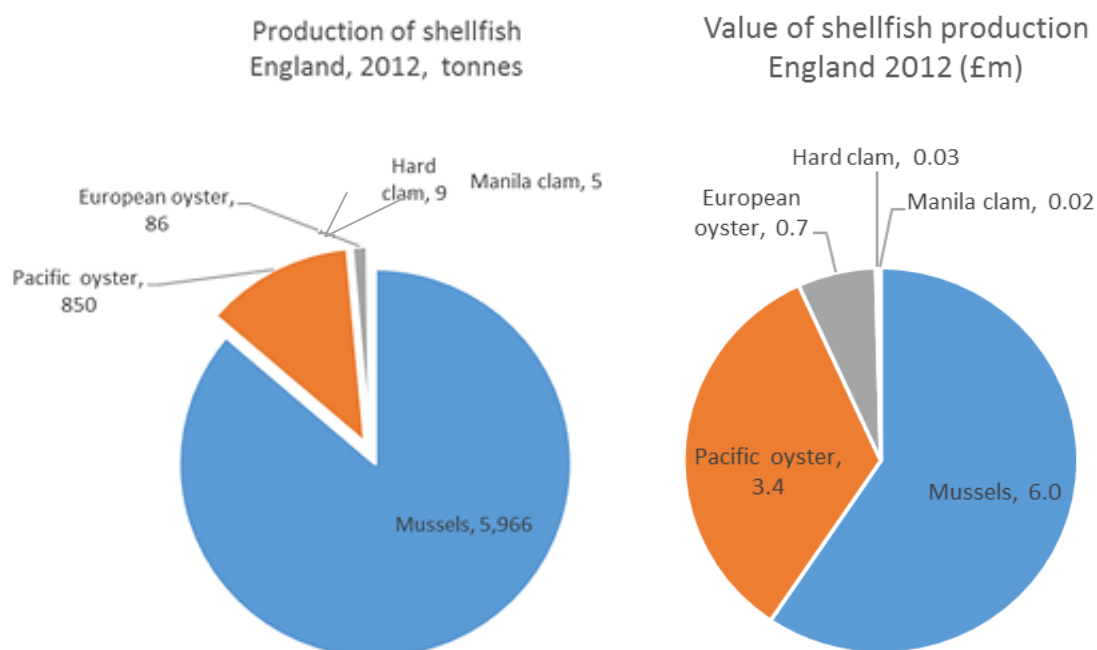 Production of shellfish
England, 2012, tonnes
Hard
clam, 9
Manila clam, 5
European oyster,
86
Pacific oyster,
850
Mussels, 5,966
Value of shellfish production
England 2012 (£m)
Hard clam, 0.03
European
oyster, 0.7
Manila clam, 0.02
Pacific oyster,
3.4
Mussels, 6.0